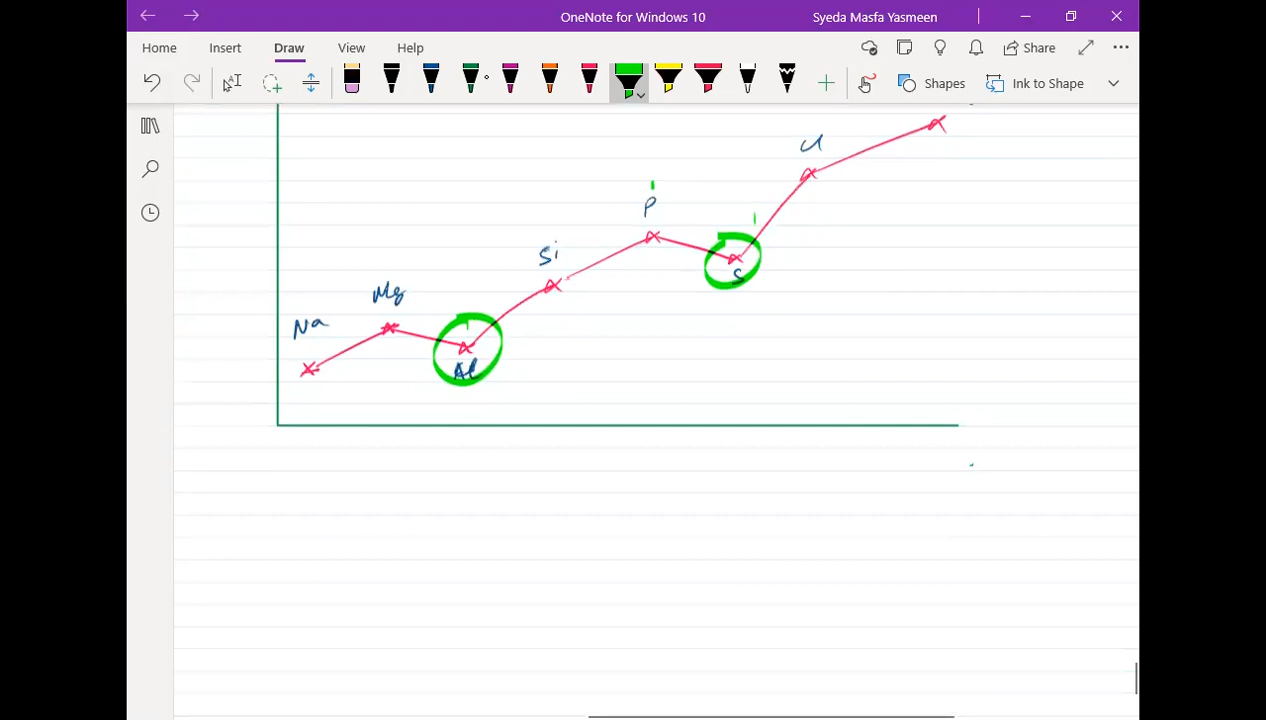 OneNote for Windows 10
Syeda Masfa Yasmeen
Home Insert Draw View Help
Share
Shapes
Ink to Shape
Cl
P
Si
S
Mg
Na
Al